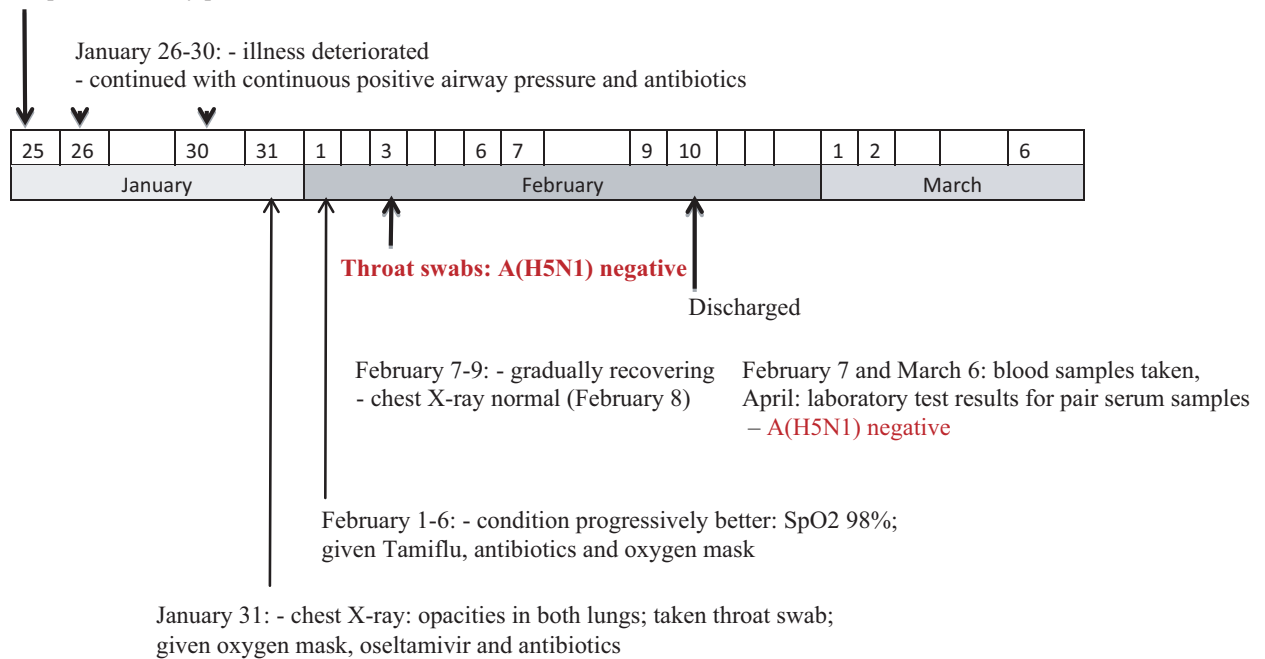 January 26-30: - illness deteriorated
- continued with continuous positive airway pressure and antibiotics
25 26 30 31 1 3 6 7 9 10 1 2 6
January February March
Throat swabs: A(H5N1) negative
Discharged
February 7-9: - gradually recovering
- chest X-ray normal (February 8)
February 7 and March 6: blood samples taken,
April: laboratory test results for pair serum samples
– A(H5N1) negative
February 1-6: - condition progressively better: SpO2 98%;
given Tamiflu, antibiotics and oxygen mask
January 31: - chest X-ray: opacities in both lungs; taken throat swab;
given oxygen mask, oseltamivir and antibiotics